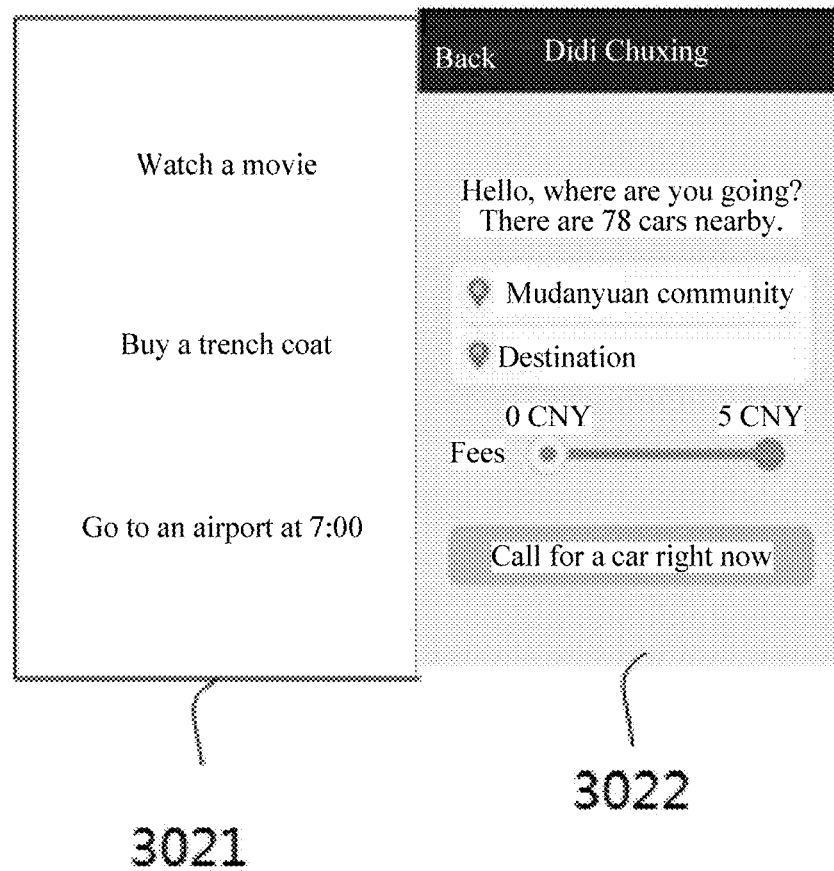 Watch a movie
Buy a trench coat
Go to an airport at 7:00
3021
Back Didi Chuxing
Hello, where are you going?
There are 78 cars nearby.
Mudanyuan community
Destination
0 CNY 5 CNY
Fees
Call for a car right now
3022